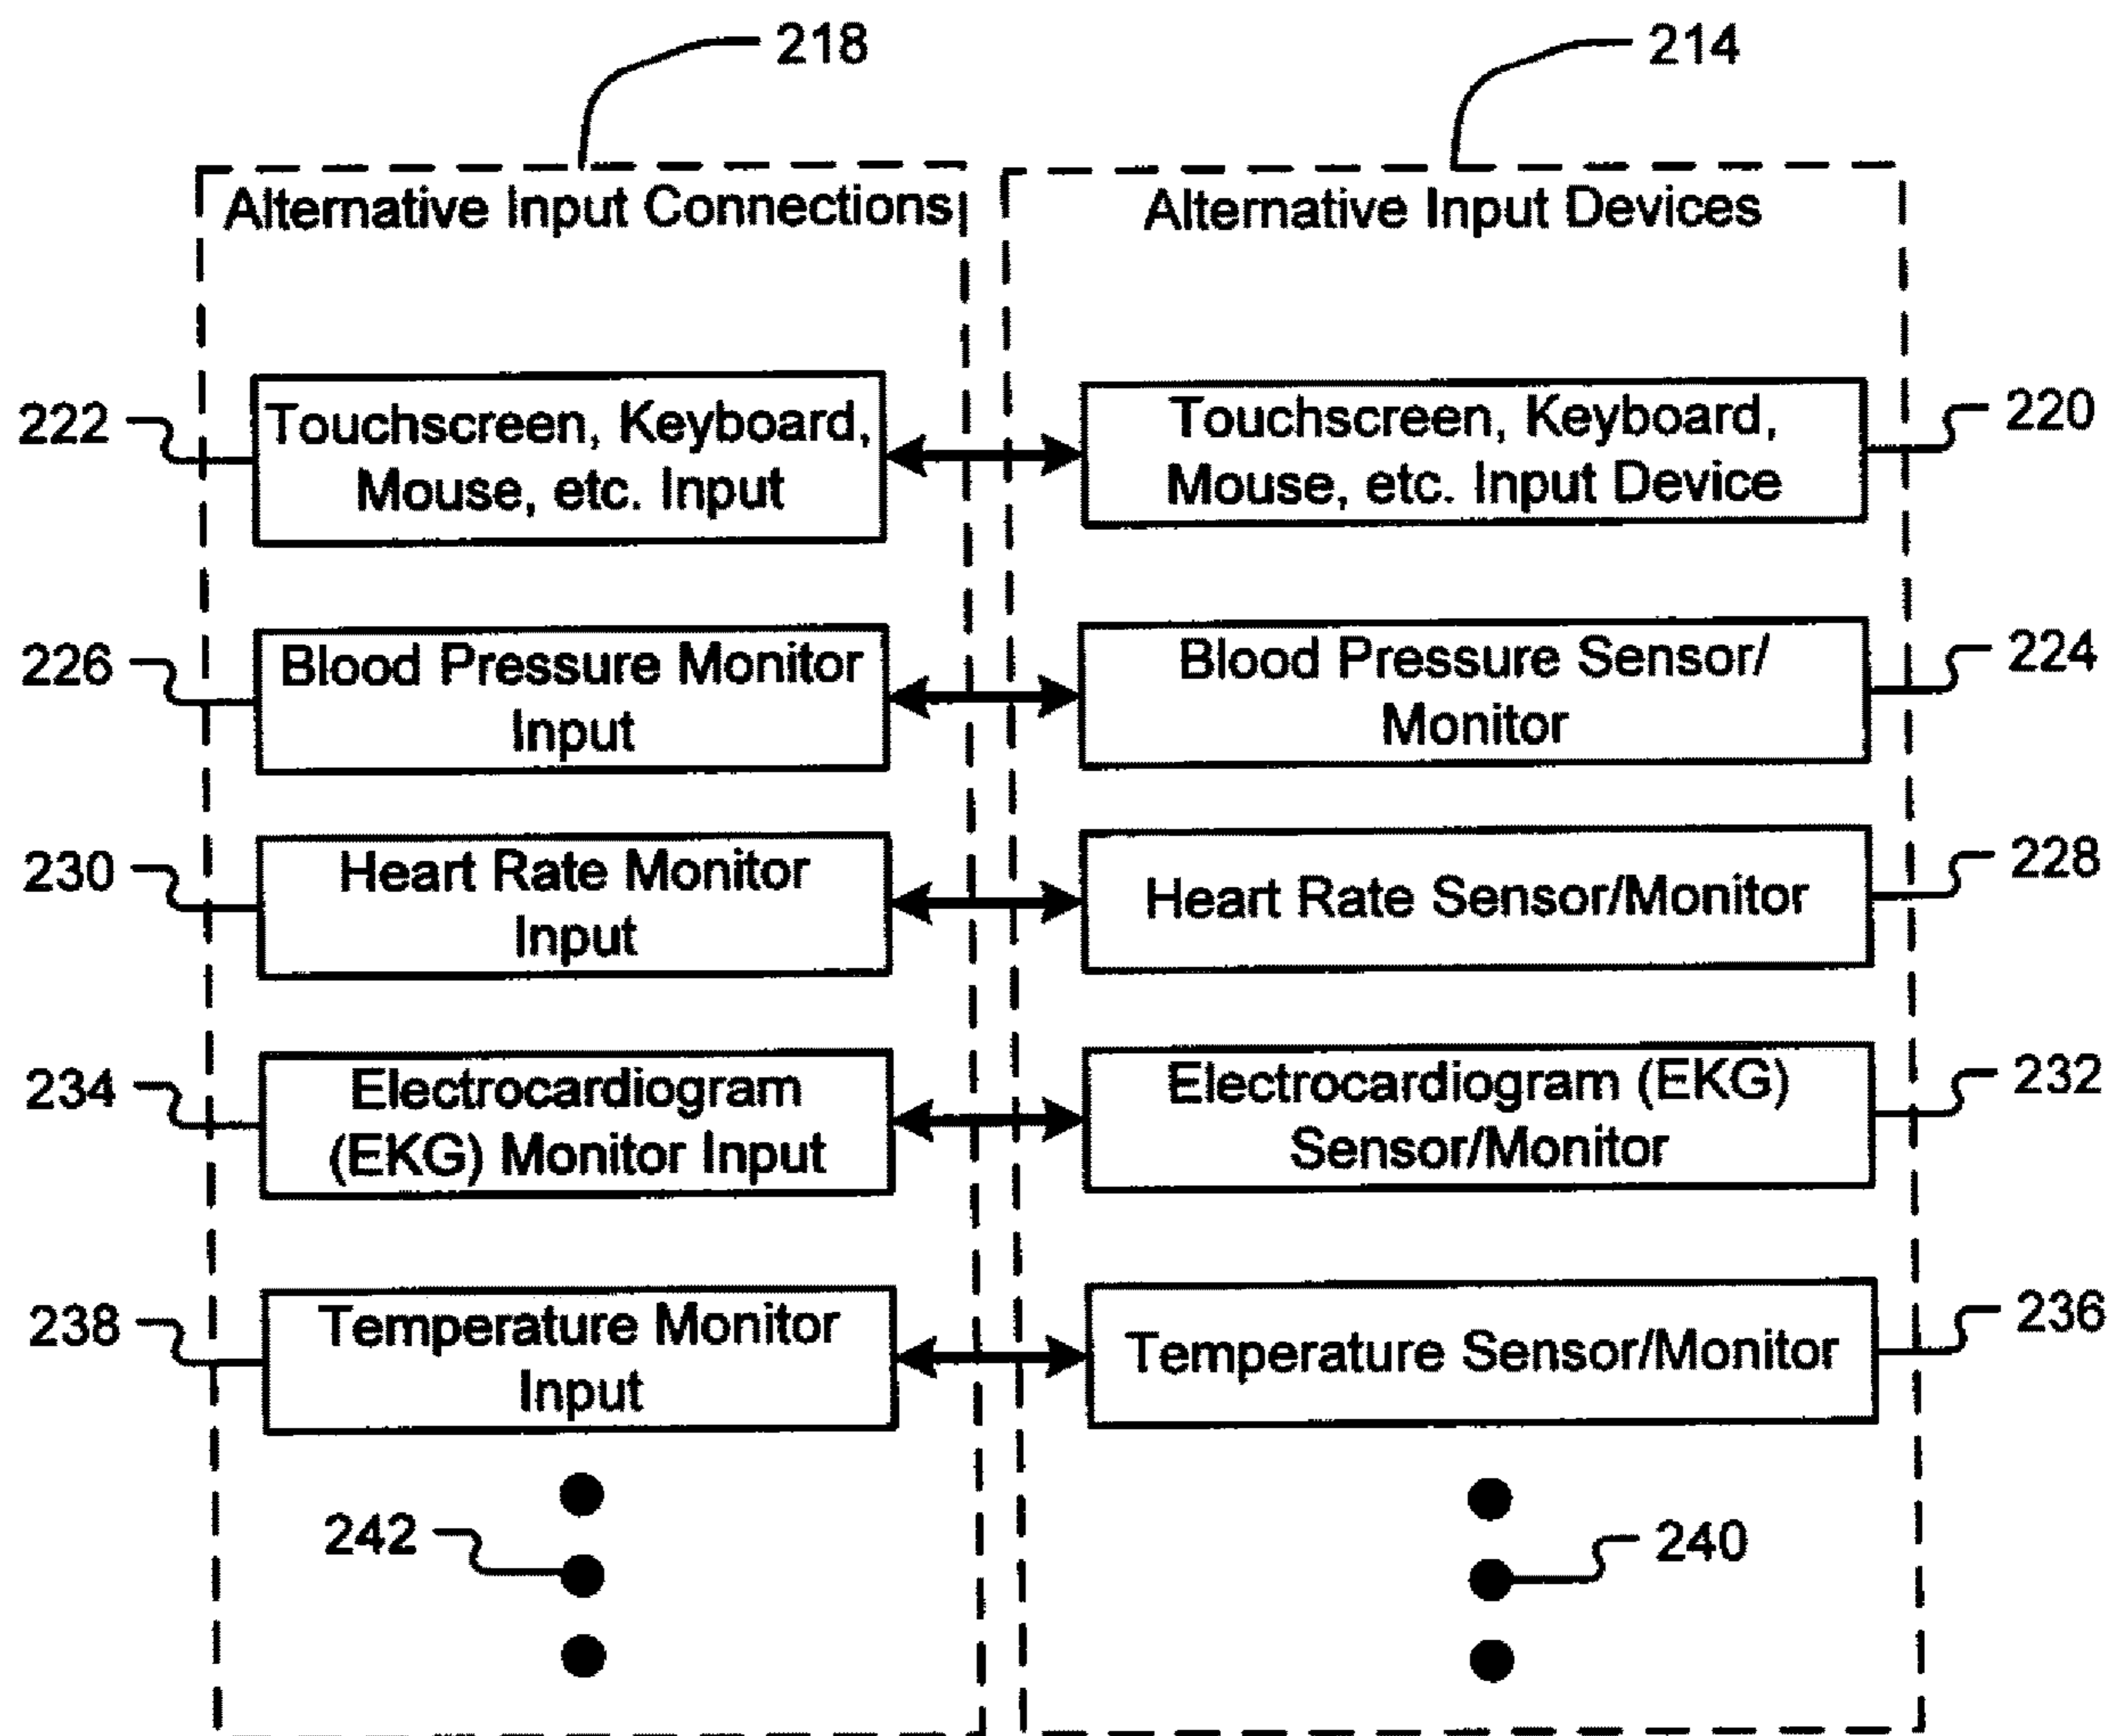 218
214
Alternative Input Connections
Alternative Input Devices
222
Touchscreen, Keyboard,
Mouse, etc. Input
Touchscreen, Keyboard,
Mouse, etc. Input Device
220
226
Blood Pressure Monitor
Input
Blood Pressure Sensor/
Monitor
224
230
Heart Rate Monitor
Input
Heart Rate Sensor/Monitor
228
234
Electrocardiogram
(EKG) Monitor Input
Electrocardiogram (EKG)
Sensor/Monitor
232
238
Temperature Monitor
Input
Temperature Sensor/Monitor
236
242
240